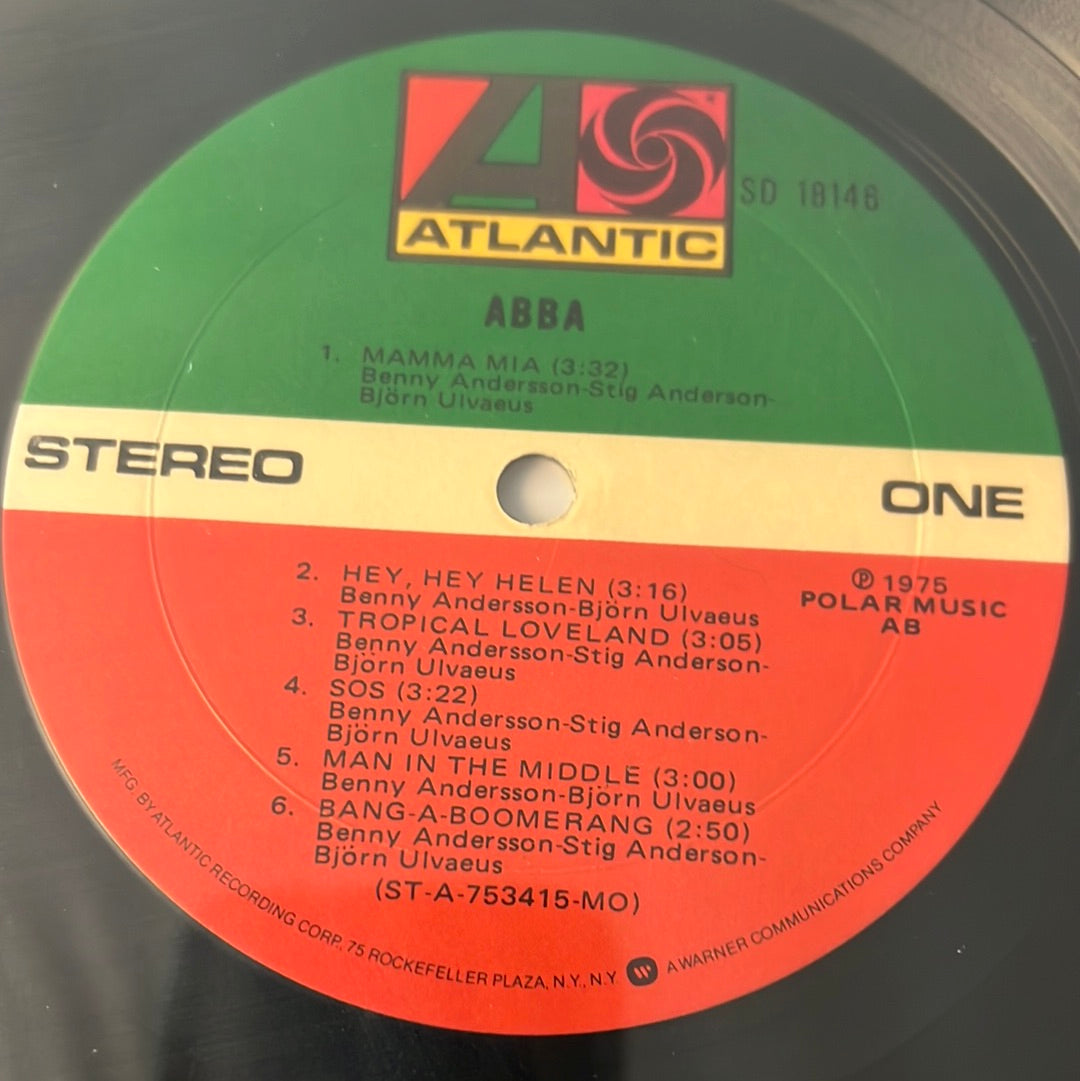 ATLANTIC
SD 18146
ABBA
1. MAMMA MIA (3:32)
Benny Andersson-Stig Anderson-
Björn Ulvaeus
STEREO
ONE
2. HEY, HEY HELEN (3:16)
Benny Andersson-Björn Ulvaeus
3. TROPICAL LOVELAND (3:05)
Benny Andersson-Stig Anderson-
Björn Ulvaeus
4. SOS (3:22)
Benny Andersson-Stig Anderson-
Björn Ulvaeus
5. MAN IN THE MIDDLE (3:00)
Benny Andersson-Björn Ulvaeus
6. BANG-A-BOOMERANG (2:50)
Benny Andersson-Stig Anderson-
Björn Ulvaeus
(ST-A-753415-MO)
℗ 1975
POLAR MUSIC
AB
MFG. BY ATLANTIC RECORDING CORP., 75 ROCKEFELLER PLAZA, N.Y., N.Y. A WARNER COMMUNICATIONS COMPANY